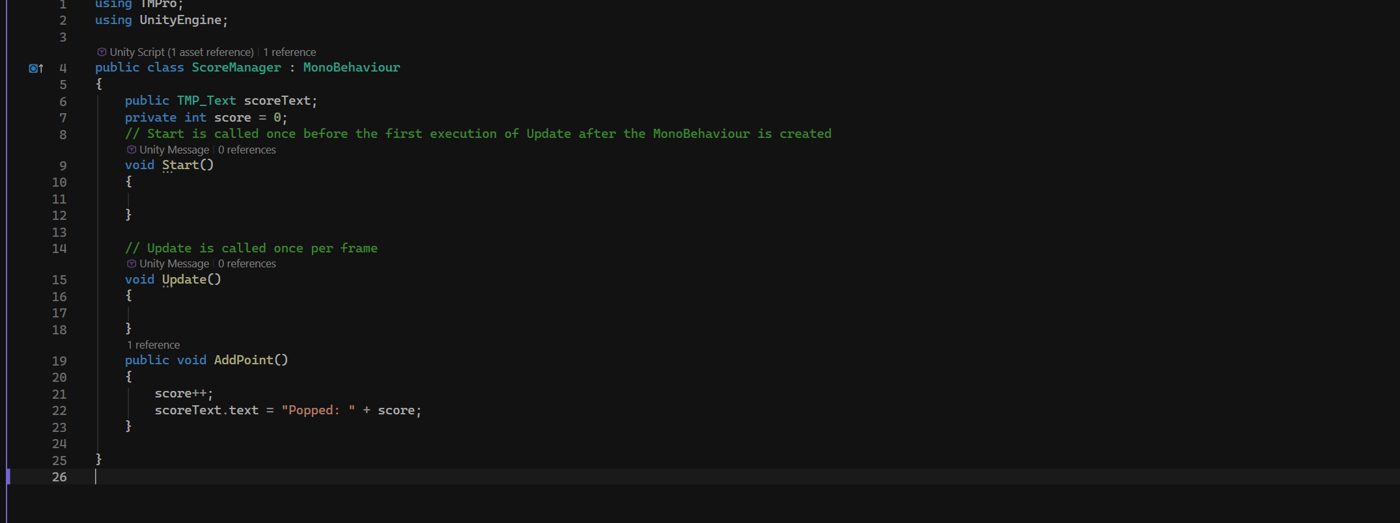 1 using TMPro;
2 using UnityEngine;
3
Unity Script (1 asset reference) | 1 reference
4 public class ScoreManager : MonoBehaviour
5 {
6 public TMP_Text scoreText;
7 private int score = 0;
8 // Start is called once before the first execution of Update after the MonoBehaviour is created
Unity Message | 0 references
9 void Start()
10 {
11
12 }
13
14 // Update is called once per frame
Unity Message | 0 references
15 void Update()
16 {
17
18 }
1 reference
19 public void AddPoint()
20 {
21 score++;
22 scoreText.text = "Popped: " + score;
23 }
24
25 }
26